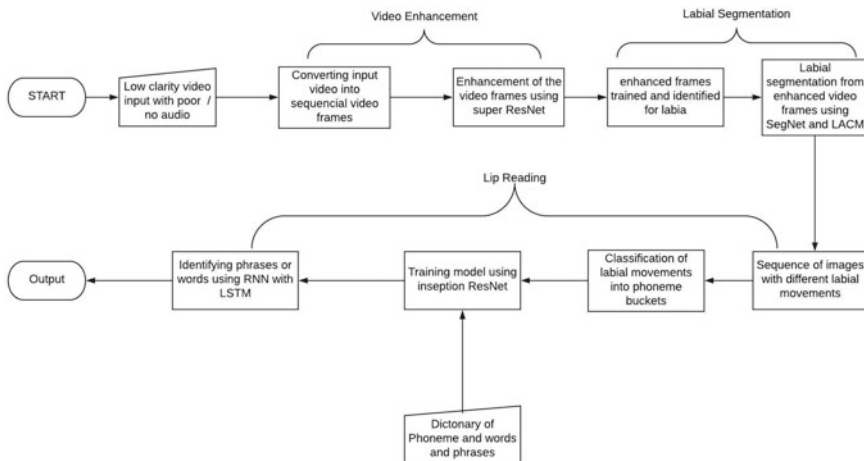 Video Enhancement
Labial Segmentation
START
Low clarity video
input with poor /
no audio
Converting input
video into
sequencial video
frames
Enhancement of the
video frames using
super ResNet
enhanced frames
trained and identified
for labia
Labial
segmentation from
enhanced video
frames using
SegNet and LACM
Lip Reading
Output
Identifying phrases or
words using RNN with
LSTM
Training model using
inseption ResNet
Classification of
labial movements
into phoneme
buckets
Sequence of images
with different labial
movements
Dictonary of
Phoneme and words
and phrases